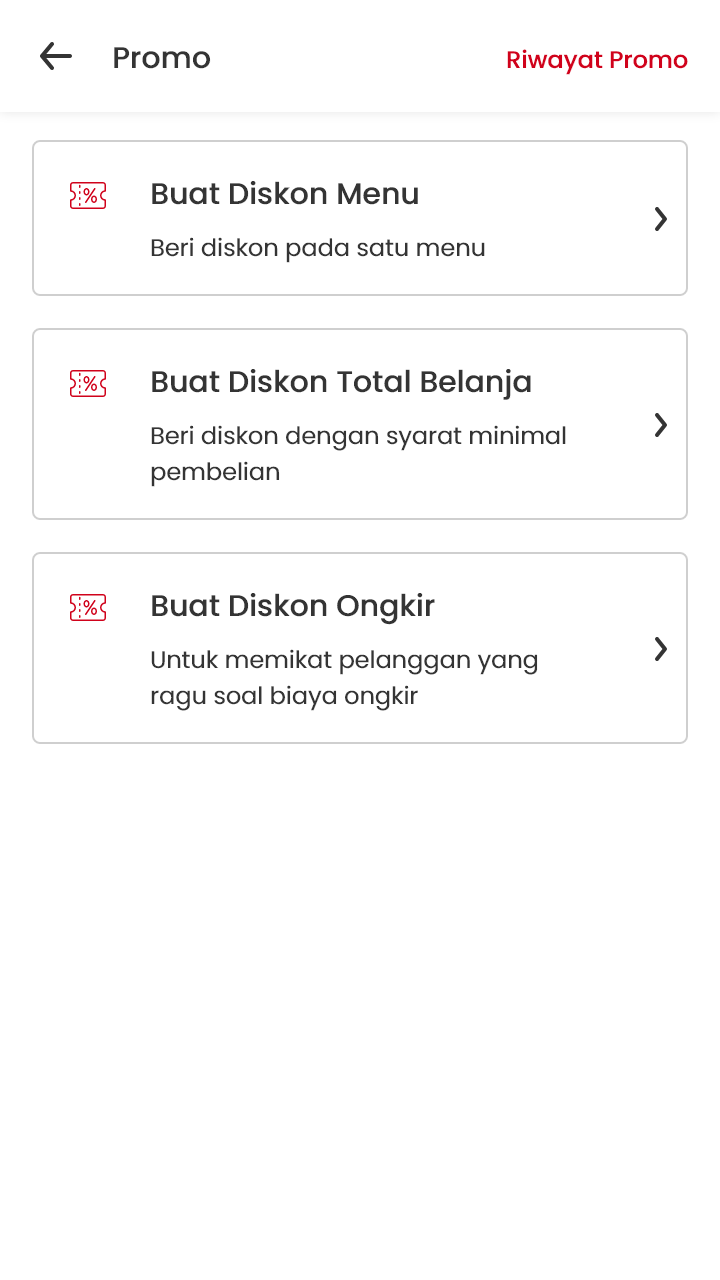 Promo
Riwayat Promo
Buat Diskon Menu
Beri diskon pada satu menu
Buat Diskon Total Belanja
Beri diskon dengan syarat minimal
pembelian
Buat Diskon Ongkir
Untuk memikat pelanggan yang
ragu soal biaya ongkir